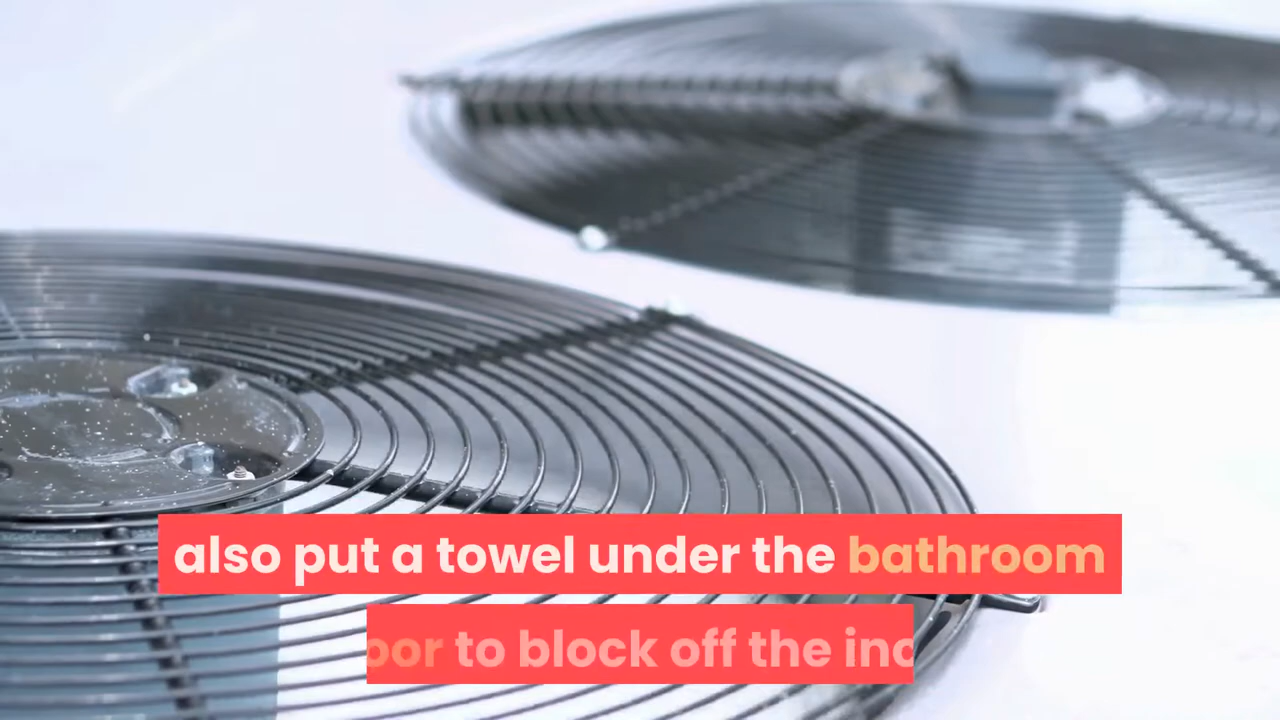 also put a towel under the bathroom
to block off the